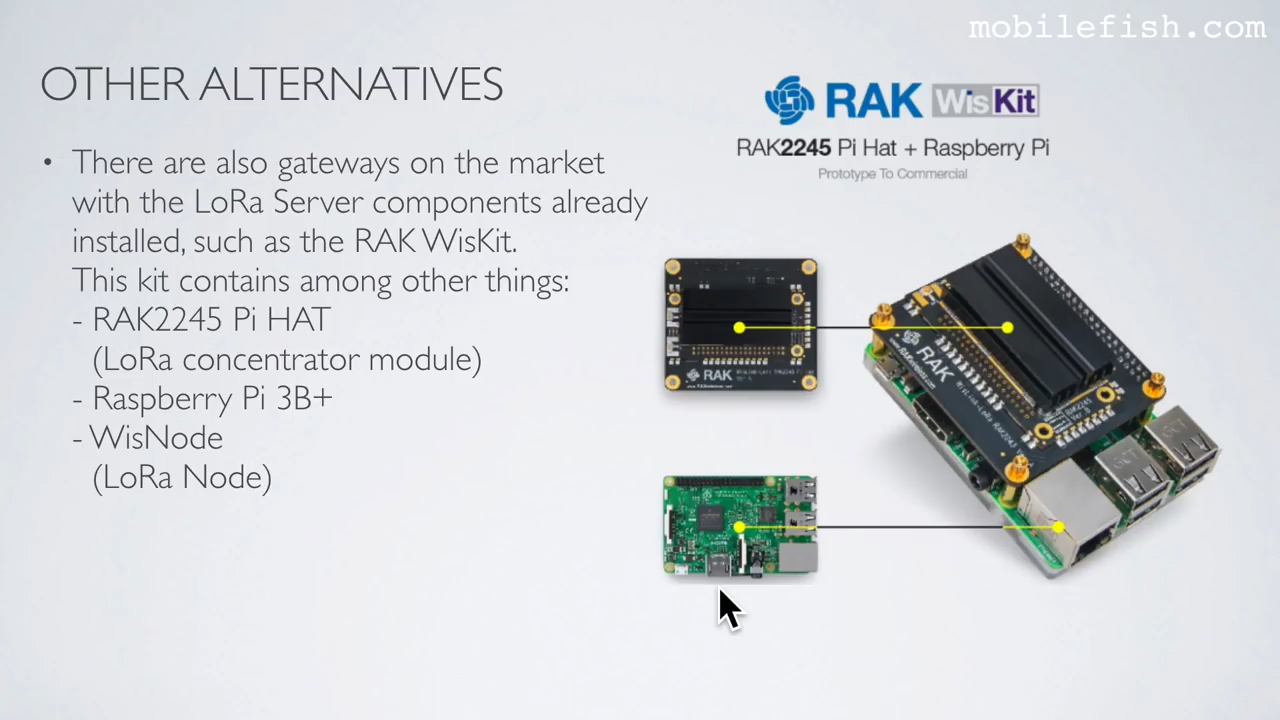 mobilefish.com
OTHER ALTERNATIVES
• There are also gateways on the market
with the LoRa Server components already
installed, such as the RAK WisKit.
This kit contains among other things:
- RAK2245 Pi HAT
(LoRa concentrator module)
- Raspberry Pi 3B+
- WisNode
(LoRa Node)
RAK WisKit
RAK2245 Pi Hat + Raspberry Pi
Prototype To Commercial
RAK
RAK